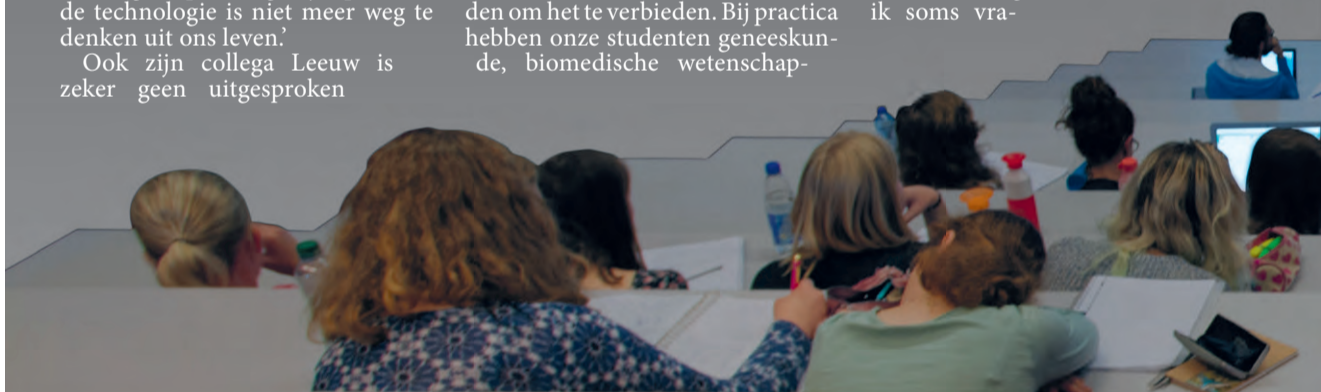 de technologie is niet meer weg te
denken uit ons leven.’
Ook zijn collega Leeuw is
zeker geen uitgesproken
den om het te verbieden. Bij practica
hebben onze studenten geneeskun-
de, biomedische wetenschap-
ik soms vra-